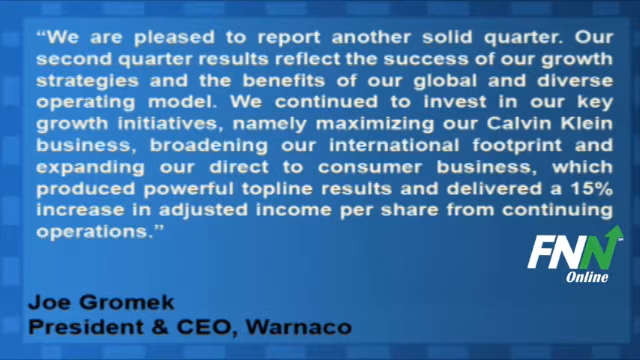 “We are pleased to report another solid quarter. Our
second quarter results reflect the success of our growth
strategies and the benefits of our global and diverse
operating model. We continued to invest in our key
growth initiatives, namely maximizing our Calvin Klein
business, broadening our international footprint and
expanding our direct to consumer business, which
produced powerful topline results and delivered a 15%
increase in adjusted income per share from continuing
operations.”
FNN
Online
Joe Gromek
President & CEO, Warnaco